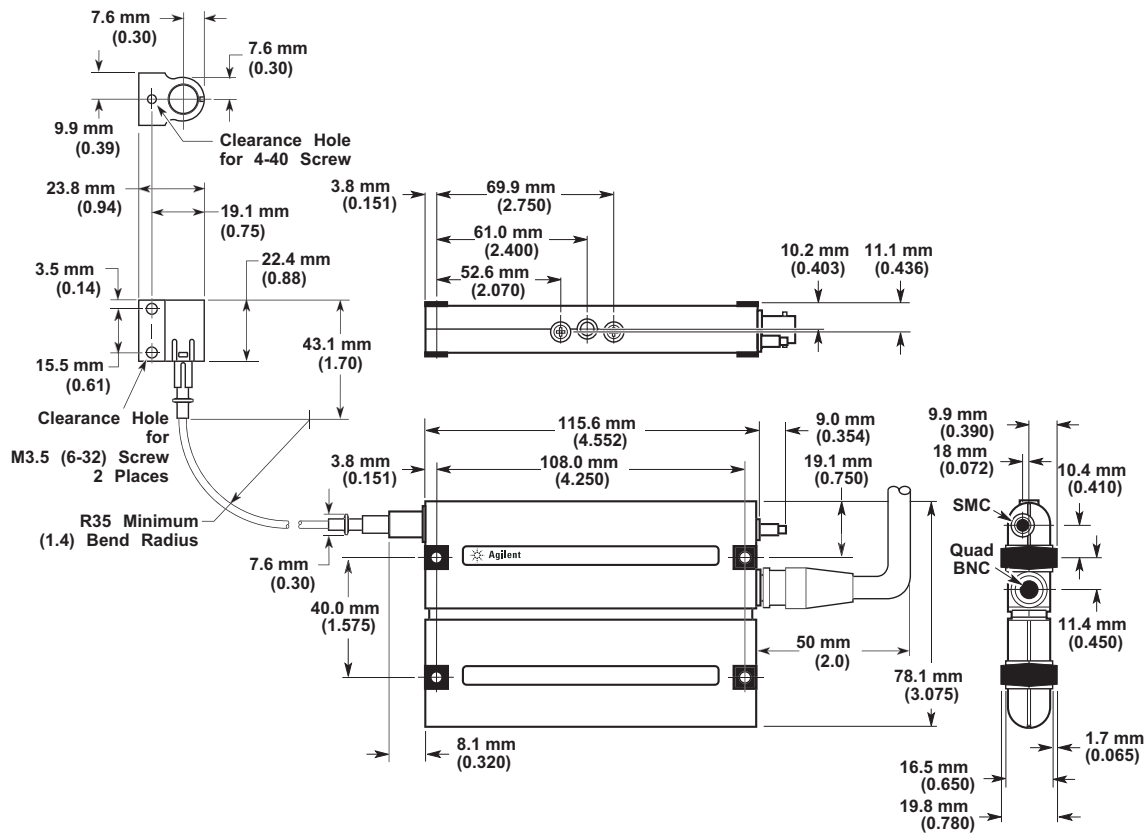 7.6 mm
(0.30)
7.6 mm
(0.30)
9.9 mm
(0.39)
Clearance Hole
for 4-40 Screw
23.8 mm
(0.94)
19.1 mm
(0.75)
3.5 mm
(0.14)
22.4 mm
(0.88)
15.5 mm
(0.61)
43.1 mm
(1.70)
Clearance Hole
for
M3.5 (6-32) Screw
2 Places
R35 Minimum
(1.4) Bend Radius
3.8 mm
(0.151)
69.9 mm
(2.750)
61.0 mm
(2.400)
52.6 mm
(2.070)
10.2 mm
(0.403)
11.1 mm
(0.436)
115.6 mm
(4.552)
9.0 mm
(0.354)
3.8 mm
(0.151)
108.0 mm
(4.250)
19.1 mm
(0.750)
Agilent
7.6 mm
(0.30)
40.0 mm
(1.575)
50 mm
(2.0)
78.1 mm
(3.075)
8.1 mm
(0.320)
9.9 mm
(0.390)
18 mm
(0.072)
10.4 mm
(0.410)
SMC
Quad
BNC
11.4 mm
(0.450)
1.7 mm
(0.065)
16.5 mm
(0.650)
19.8 mm
(0.780)